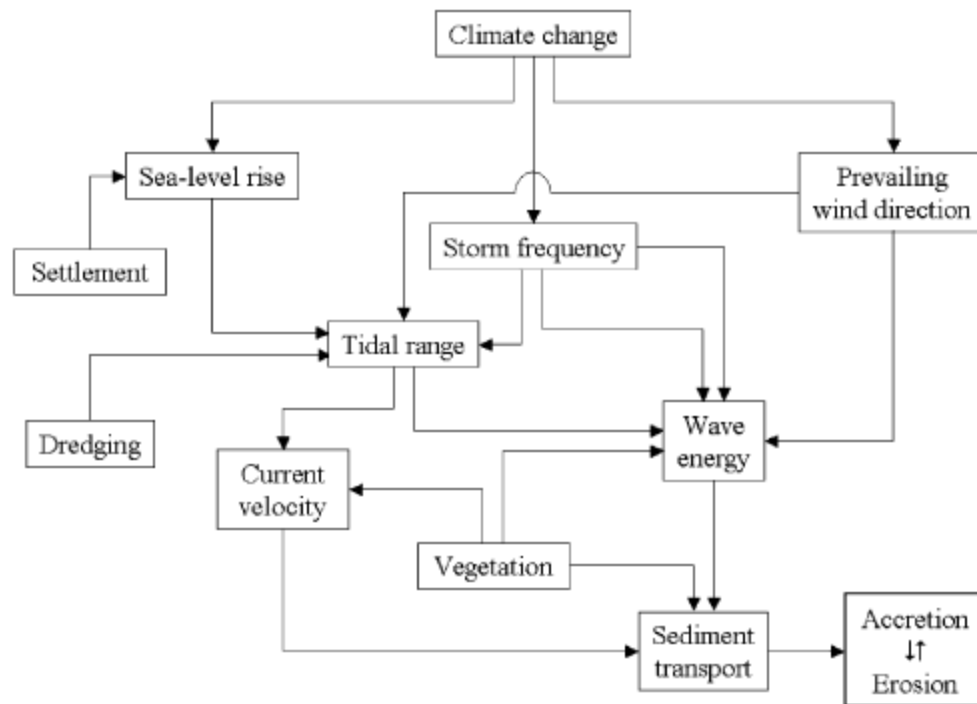 Climate change
Sea-level rise
Prevailing
wind direction
Storm frequency
Settlement
Tidal range
Dredging
Wave
energy
Current
velocity
Vegetation
Sediment
transport
Accretion
↓↑
Erosion